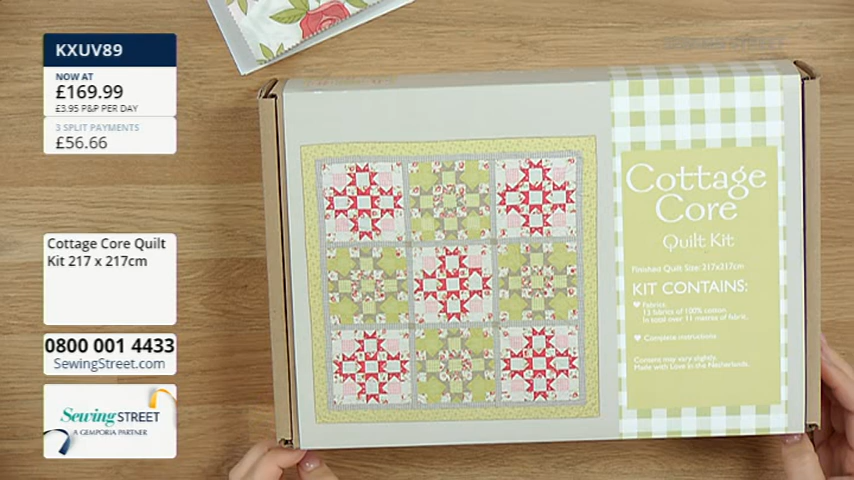 KXUV89
NOW AT
£169.99
£3.95 P&P PER DAY
3 SPLIT PAYMENTS
£56.66
Cottage Core Quilt
Kit 217 x 217cm
0800 001 4433
SewingStreet.com
Sewing STREET
A GEMPORIA PARTNER
Cottage
Core
Quilt Kit
Finished Quilt Size: 217x217cm
KIT CONTAINS:
Fabrics:
13 fabrics of 100% cotton.
In total over 11 metres of fabric.
Complete instructions
Content may vary slightly.
Made with Love in the Netherlands.